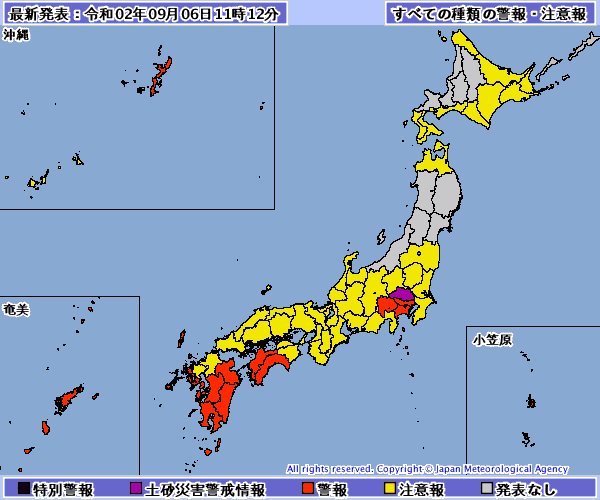 最新発表：令和02年09月06日11時12分
すべての種類の警報・注意報
沖縄
奄美
小笠原
All rights reserved. Copyright © Japan Meteorological Agency
特別警報
土砂災害警戒情報
警報
注意報
発表なし